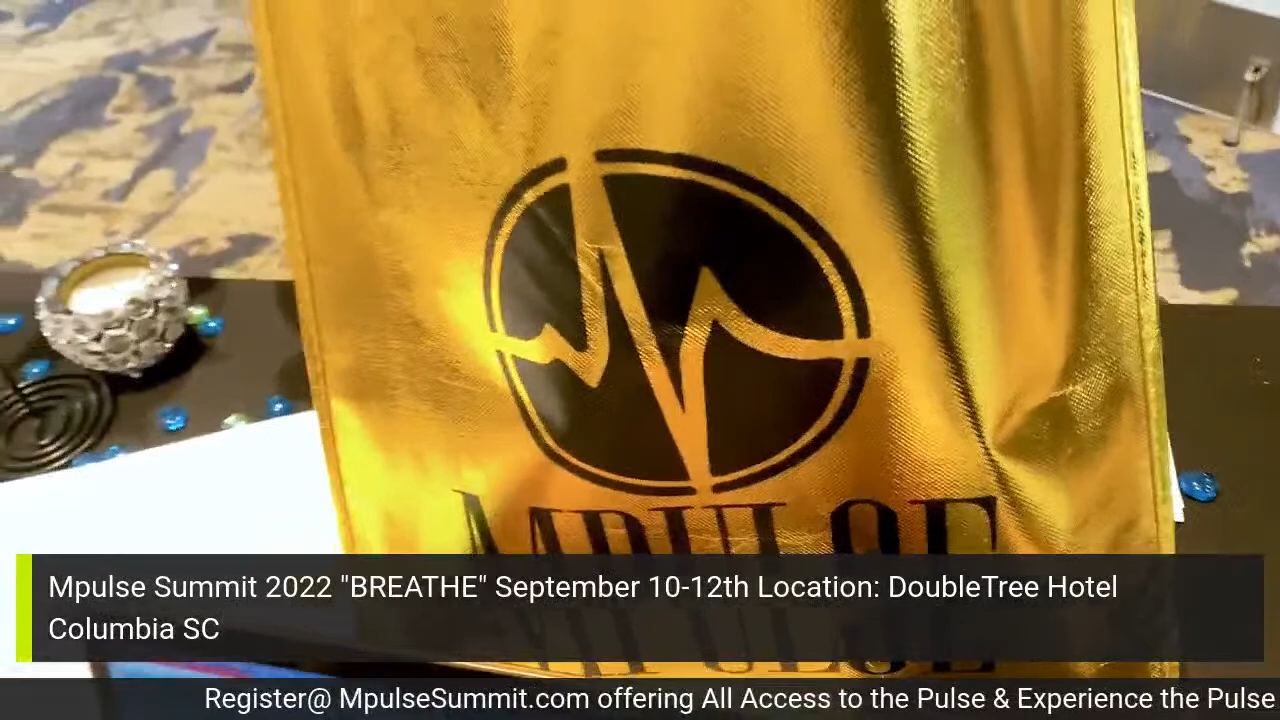 MPULSE
Mpulse Summit 2022 "BREATHE" September 10-12th Location: DoubleTree Hotel
Columbia SC
Register@ MpulseSummit.com offering All Access to the Pulse & Experience the Pulse